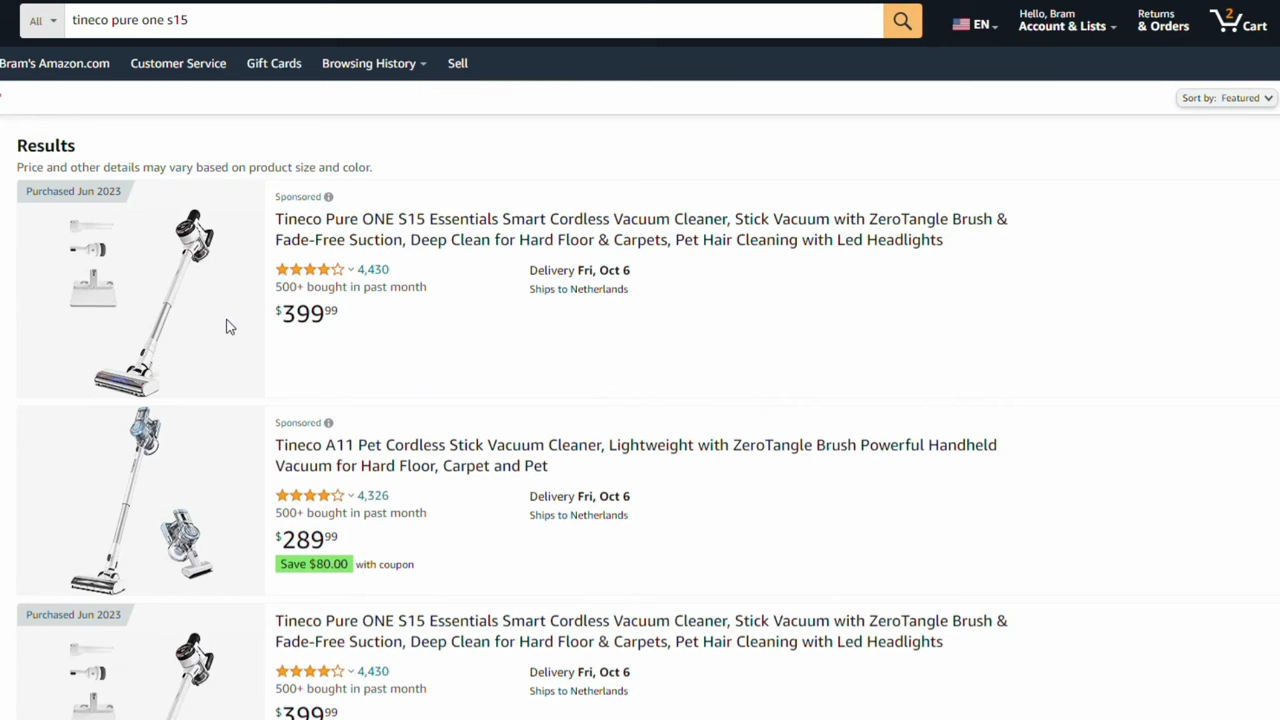 All
tineco pure one s15
EN
Hello, Bram
Account & Lists
Returns
& Orders
2
Cart
Bram's Amazon.com
Customer Service
Gift Cards
Browsing History
Sell
Sort by: Featured
Results
Price and other details may vary based on product size and color.
Purchased Jun 2023
Sponsored
Tineco Pure ONE S15 Essentials Smart Cordless Vacuum Cleaner, Stick Vacuum with ZeroTangle Brush &
Fade-Free Suction, Deep Clean for Hard Floor & Carpets, Pet Hair Cleaning with Led Headlights
4,430
500+ bought in past month
$399.99
Delivery Fri, Oct 6
Ships to Netherlands
Sponsored
Tineco A11 Pet Cordless Stick Vacuum Cleaner, Lightweight with ZeroTangle Brush Powerful Handheld
Vacuum for Hard Floor, Carpet and Pet
4,326
500+ bought in past month
$289.99
Save $80.00 with coupon
Delivery Fri, Oct 6
Ships to Netherlands
Purchased Jun 2023
Tineco Pure ONE S15 Essentials Smart Cordless Vacuum Cleaner, Stick Vacuum with ZeroTangle Brush &
Fade-Free Suction, Deep Clean for Hard Floor & Carpets, Pet Hair Cleaning with Led Headlights
4,430
500+ bought in past month
$399.99
Delivery Fri, Oct 6
Ships to Netherlands